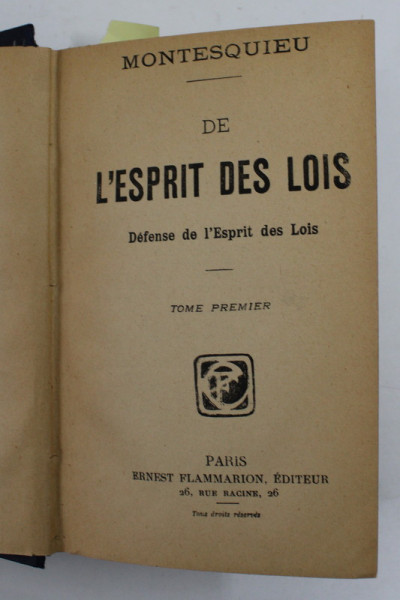 MONTESQUIEU
DE
L'ESPRIT DES LOIS
Défense de l'Esprit des Lois
TOME PREMIER
PARIS
ERNEST FLAMMARION, ÉDITEUR
26, RUE RACINE, 26
Tous droits réservés